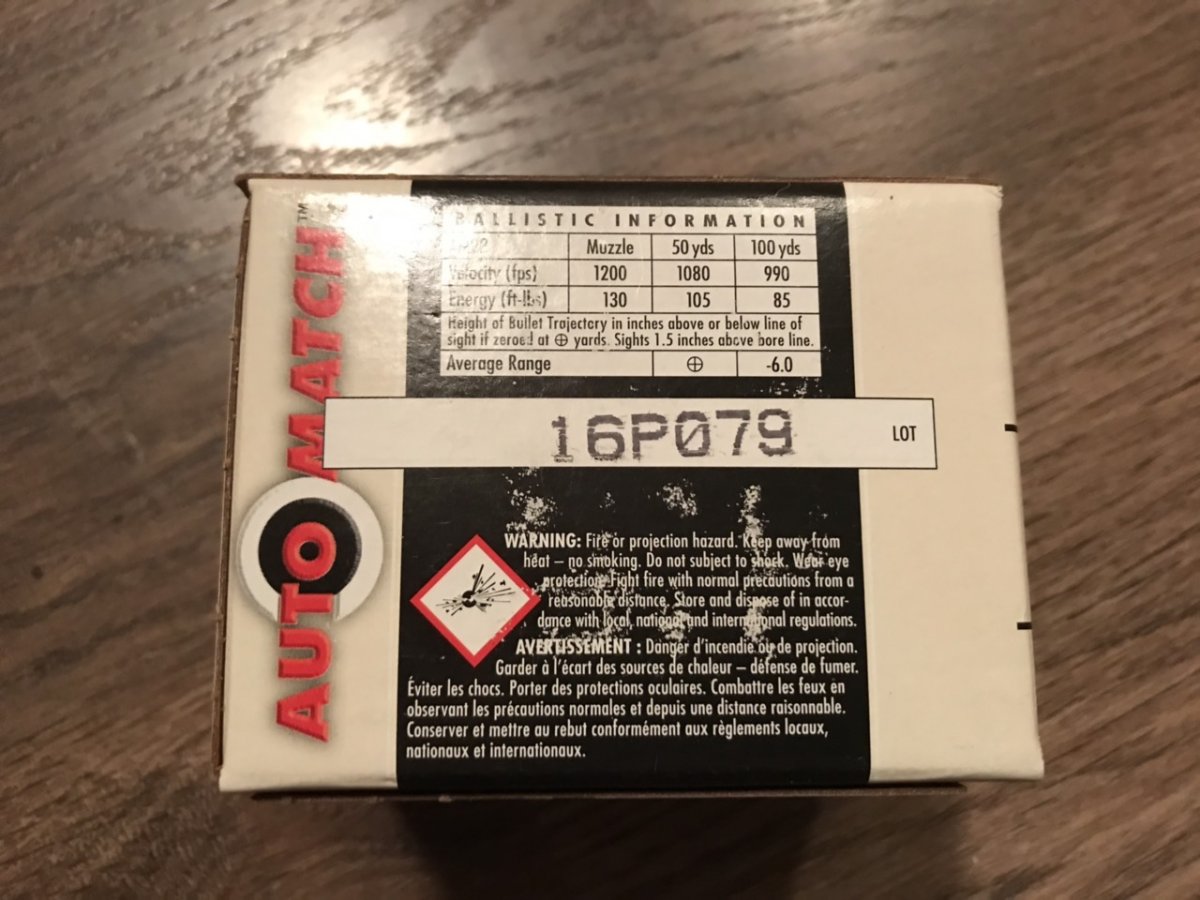 AUTOMATCH™
BALLISTIC INFORMATION
Muzzle 50 yds 100 yds
Velocity (fps) 1200 1080 990
Energy (ft-lbs) 130 105 85
Height of Bullet Trajectory in inches above or below line of
sight if zeroed at ⊕ yards. Sights 1.5 inches above bore line.
Average Range ⊕ -6.0
16P079 LOT
WARNING: Fire or projection hazard. Keep away from
heat – no smoking. Do not subject to shock. Wear eye
protection. Fight fire with normal precautions from a
reasonable distance. Store and dispose of in accor-
dance with local, national and international regulations.
AVERTISSEMENT : Danger d'incendie ou de projection.
Garder à l'écart des sources de chaleur – défense de fumer.
Éviter les chocs. Porter des protections oculaires. Combattre les feux en
observant les précautions normales et depuis une distance raisonnable.
Conserver et mettre au rebut conformément aux règlements locaux,
nationaux et internationaux.